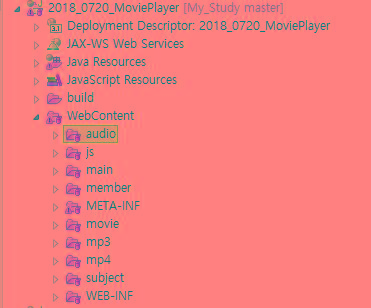 2018_0720_MoviePlayer [My_Study master]
Deployment Descriptor: 2018_0720_MoviePlayer
JAX-WS Web Services
Java Resources
JavaScript Resources
build
WebContent
audio
js
main
member
META-INF
movie
mp3
mp4
subject
WEB-INF